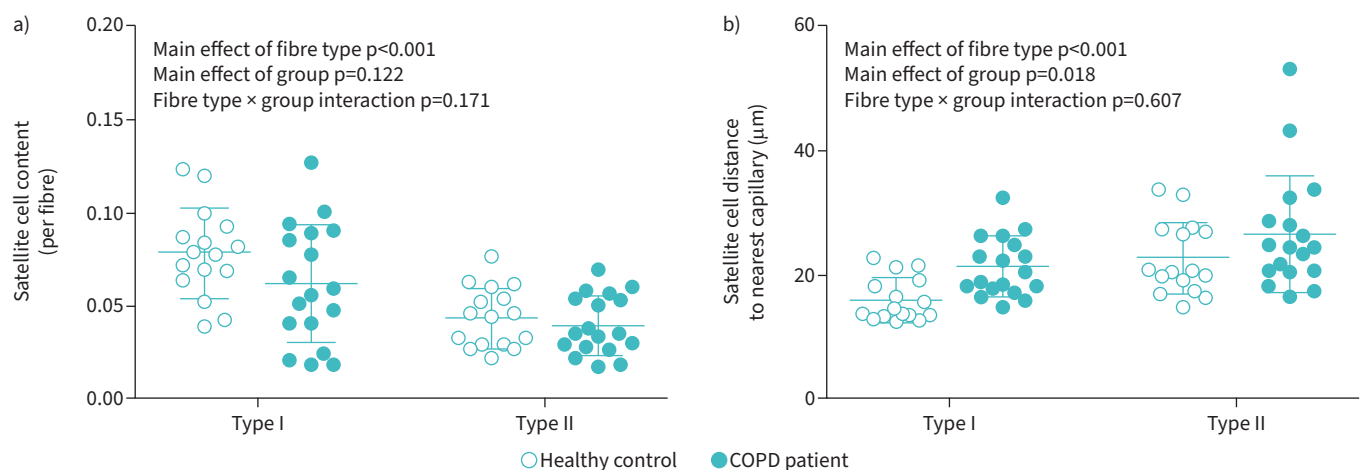 a)
Main effect of fibre type p<0.001
Main effect of group p=0.122
Fibre type × group interaction p=0.171
Satellite cell content
(per fibre)
0.20
0.15
0.10
0.05
0.00
Type I
Type II
b)
Main effect of fibre type p<0.001
Main effect of group p=0.018
Fibre type × group interaction p=0.607
Satellite cell distance
to nearest capillary (μm)
60
40
20
0
Type I
Type II
Healthy control
COPD patient